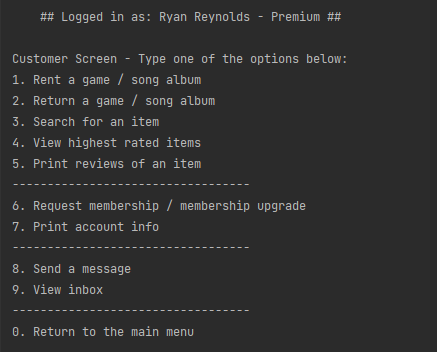 ## Logged in as: Ryan Reynolds - Premium ##
Customer Screen - Type one of the options below:
1. Rent a game / song album
2. Return a game / song album
3. Search for an item
4. View highest rated items
5. Print reviews of an item
----------------------------------
6. Request membership / membership upgrade
7. Print account info
----------------------------------
8. Send a message
9. View inbox
----------------------------------
0. Return to the main menu